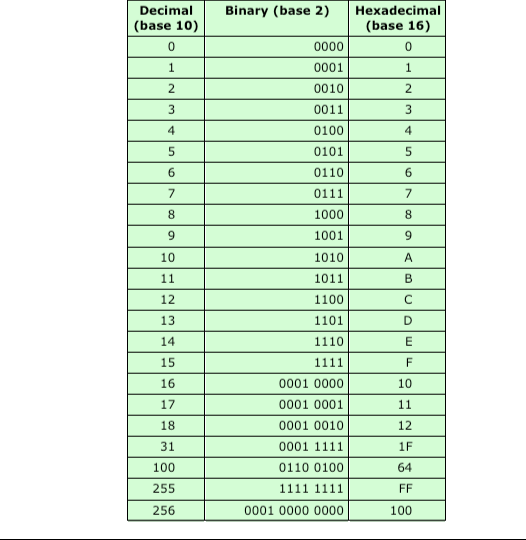 Decimal (base 10) Binary (base 2) Hexadecimal (base 16)
0 0000 0
1 0001 1
2 0010 2
3 0011 3
4 0100 4
5 0101 5
6 0110 6
7 0111 7
8 1000 8
9 1001 9
10 1010 A
11 1011 B
12 1100 C
13 1101 D
14 1110 E
15 1111 F
16 0001 0000 10
17 0001 0001 11
18 0001 0010 12
31 0001 1111 1F
100 0110 0100 64
255 1111 1111 FF
256 0001 0000 0000 100